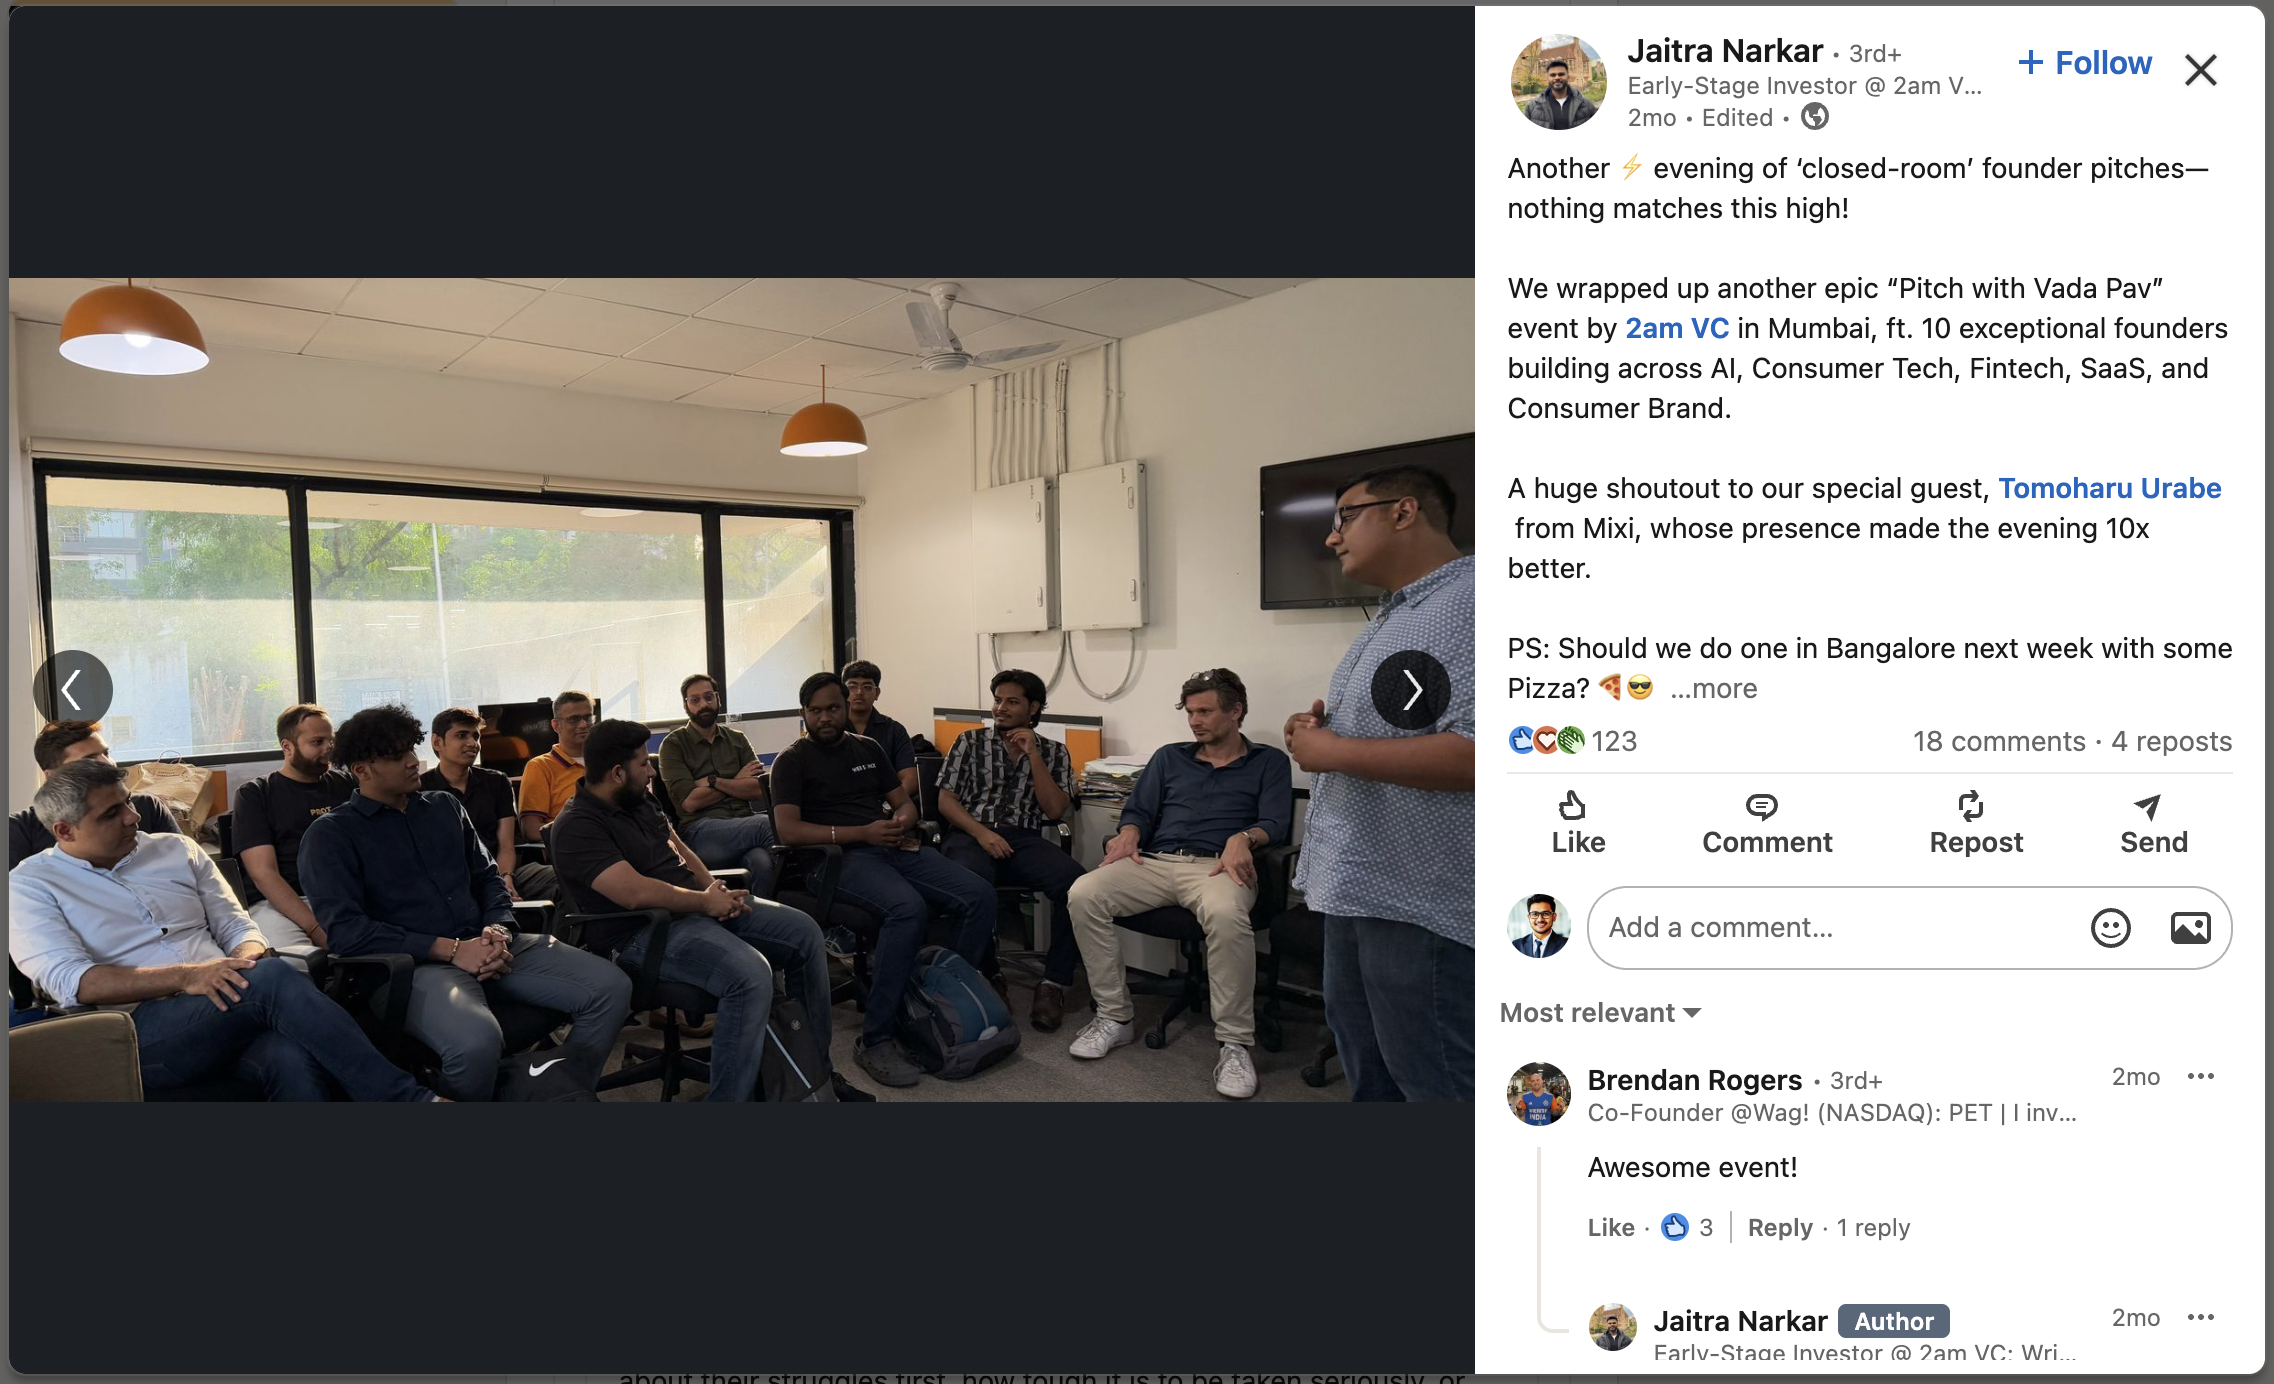 Jaitra Narkar • 3rd+
+ Follow
Early-Stage Investor @ 2am V...
2mo • Edited •
Another ⚡ evening of ‘closed-room’ founder pitches—
nothing matches this high!
We wrapped up another epic “Pitch with Vada Pav”
event by 2am VC in Mumbai, ft. 10 exceptional founders
building across AI, Consumer Tech, Fintech, SaaS, and
Consumer Brand.
A huge shoutout to our special guest, Tomoharu Urabe
from Mixi, whose presence made the evening 10x
better.
PS: Should we do one in Bangalore next week with some
Pizza? 🍕😎 ...more
123
18 comments · 4 reposts
Like
Comment
Repost
Send
Add a comment...
Most relevant
Brendan Rogers • 3rd+
2mo
Co-Founder @Wag! (NASDAQ): PET | I inv...
Awesome event!
Like · 3 | Reply · 1 reply
Jaitra Narkar Author
2mo
Early-Stage Investor @ 2am VC: Wri...
about their struggles first, how tough it is to be taken seriously, or